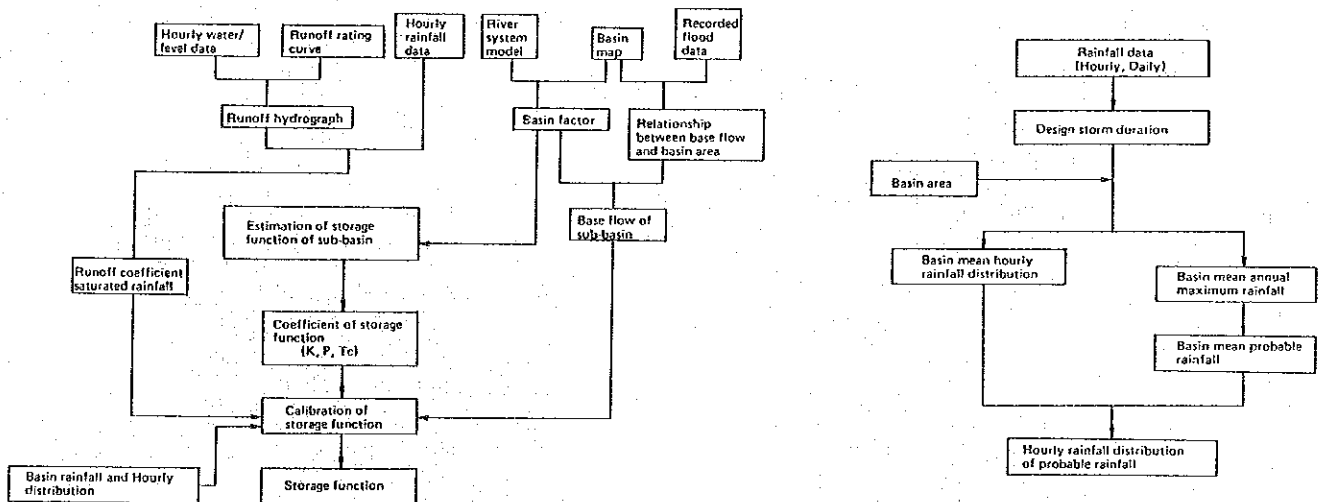 Hourly water/
level data
Runoff rating
curve
Hourly
rainfall
data
River
system
model
Basin
map
Recorded
flood
data
Runoff hydrograph
Basin factor
Relationship
between base flow
and basin area
Estimation of storage
function of sub-basin
Base flow of
sub-basin
Runoff coefficient
saturated rainfall
Coefficient of storage
function
(K, P, Tc)
Calibration of
storage function
Basin rainfall and Hourly
distribution
Storage function
Rainfall data
(Hourly, Daily)
Design storm duration
Basin area
Basin mean hourly
rainfall distribution
Basin mean annual
maximum rainfall
Basin mean probable
rainfall
Hourly rainfall distribution
of probable rainfall